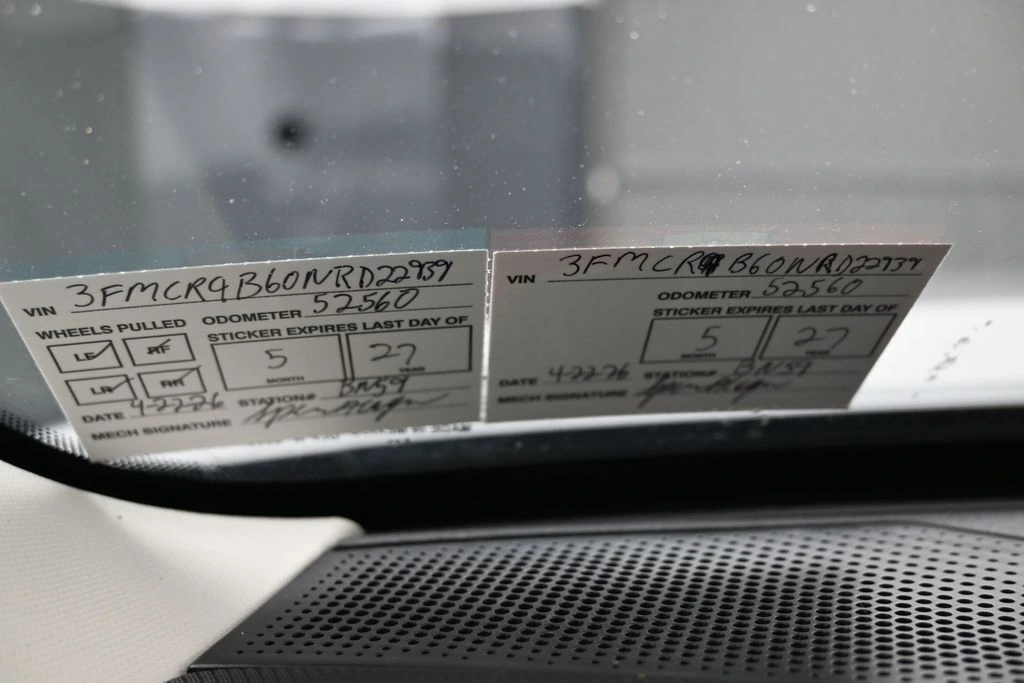 VIN 3FMCR9B60NRD22939
ODOMETER 52560
WHEELS PULLED
LF RF
LR RR
STICKER EXPIRES LAST DAY OF
5 27
MONTH YEAR
DATE 4-22-26 STATION# BN59
MECH SIGNATURE
VIN 3FMCR9B60NRD22939
ODOMETER 52560
STICKER EXPIRES LAST DAY OF
5 27
MONTH YEAR
DATE 4-22-26 STATION# BN59
MECH SIGNATURE